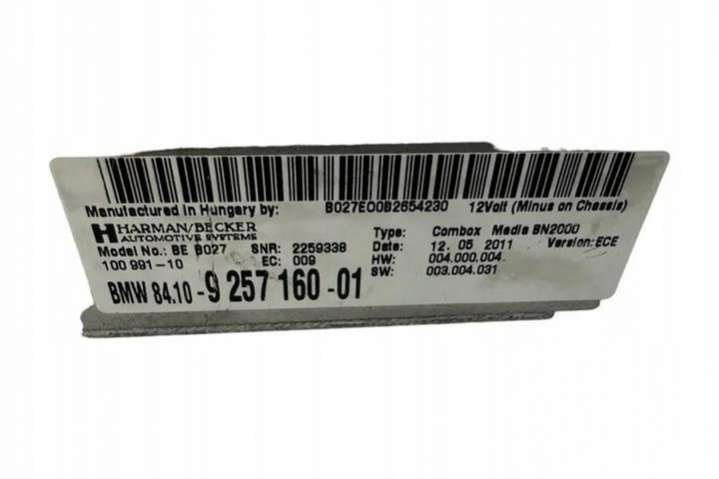 Manufactured in Hungary by: B027E00B2654230 12Volt (Minus on Chassis)
HARMAN/BECKER
AUTOMOTIVE SYSTEMS
Type: Combox Media BN2000
Model No.: BE B027 SNR: 2259338 Date: 12. 05 2011 Version: ECE
100 991-10 EC: 009 HW: 004.000.004
SW: 003.004.031
BMW 84.10-9 257 160-01